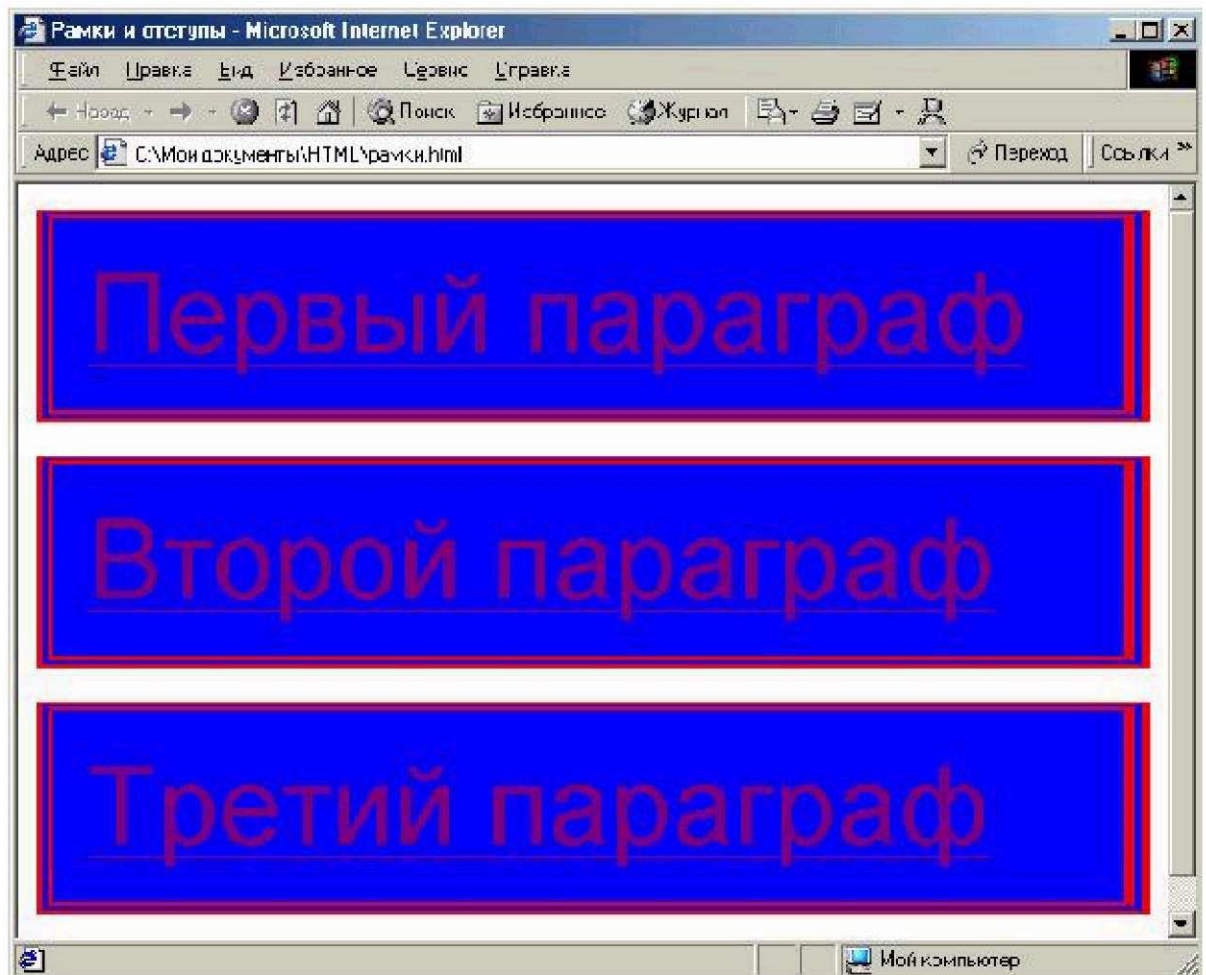 Рамки и отступы - Microsoft Internet Explorer
Файл Правка Вид Избранное Сервис Справка
Назад Поиск Избранное Журнал
Адрес C:\Мои документы\HTML\рамки.html Переход Ссылки »
Первый параграф
Второй параграф
Третий параграф
Мой компьютер